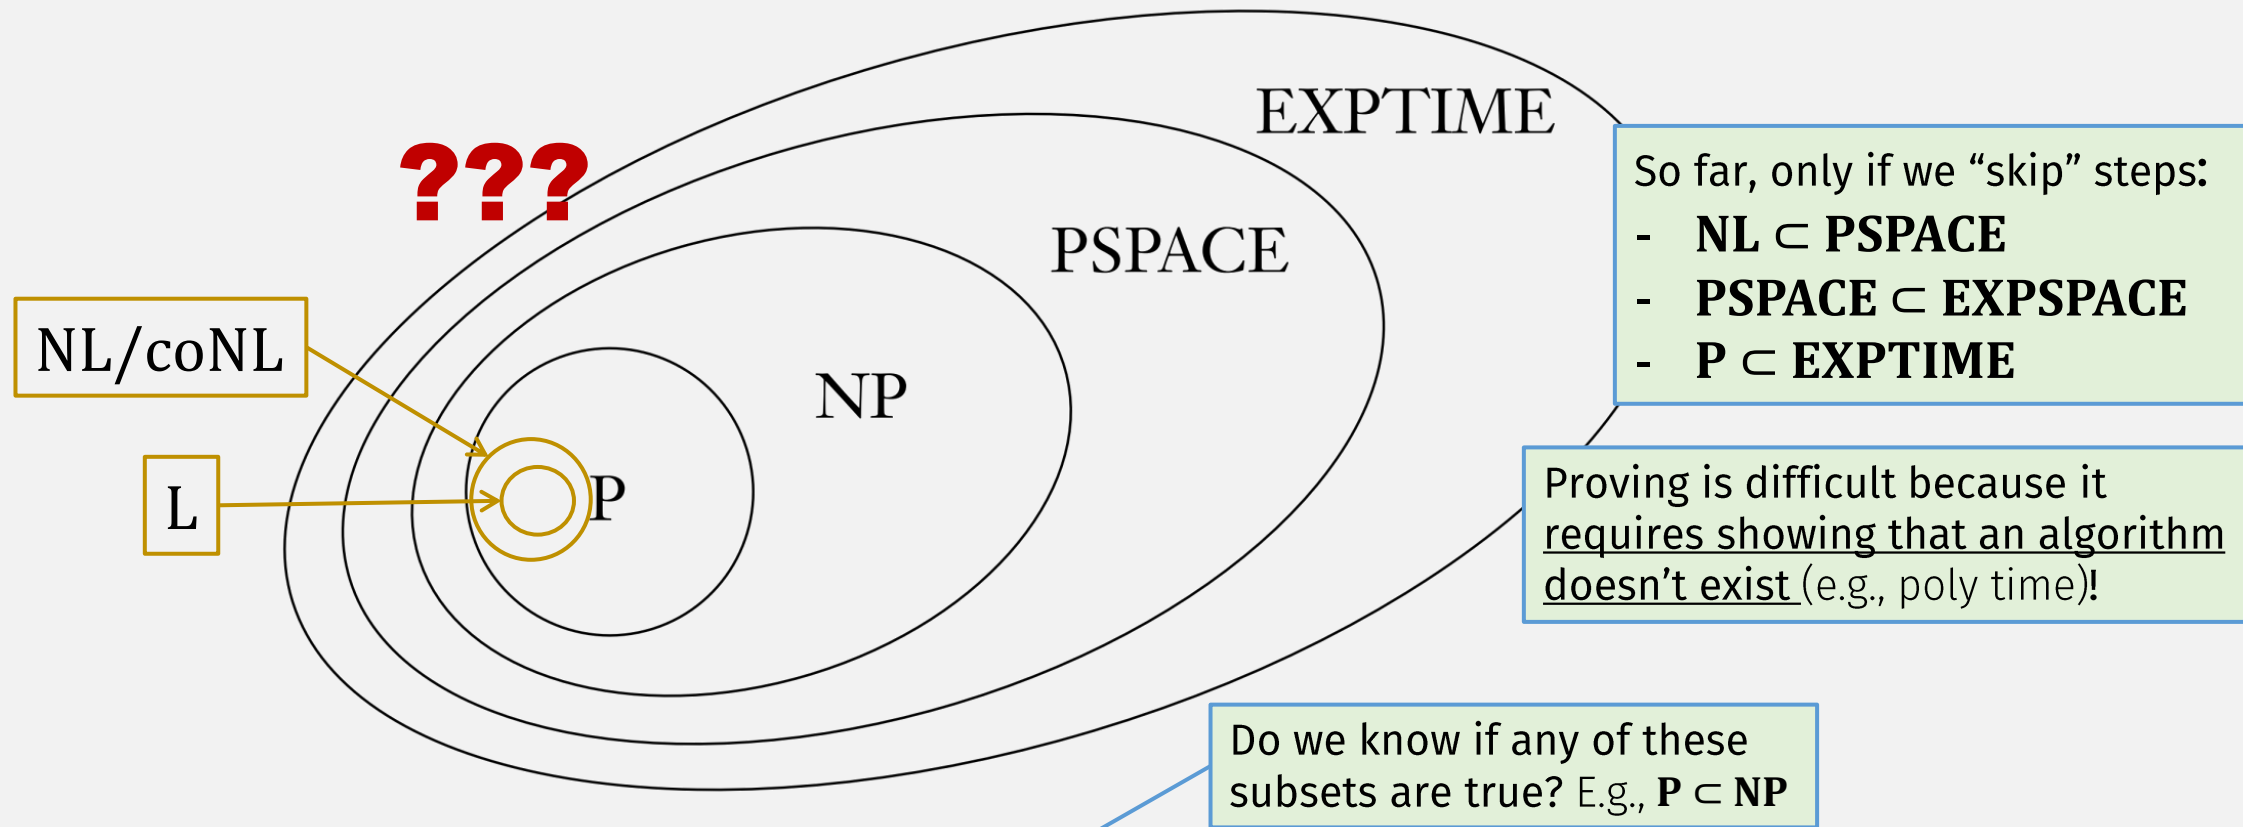 EXPTIME
???
So far, only if we “skip” steps:
- NL ⊂ PSPACE
- PSPACE ⊂ EXPSPACE
- P ⊂ EXPTIME
PSPACE
NL/coNL
NP
L
P
Proving is difficult because it
requires showing that an algorithm
doesn’t exist (e.g., poly time)!
Do we know if any of these
subsets are true? E.g., P ⊂ NP